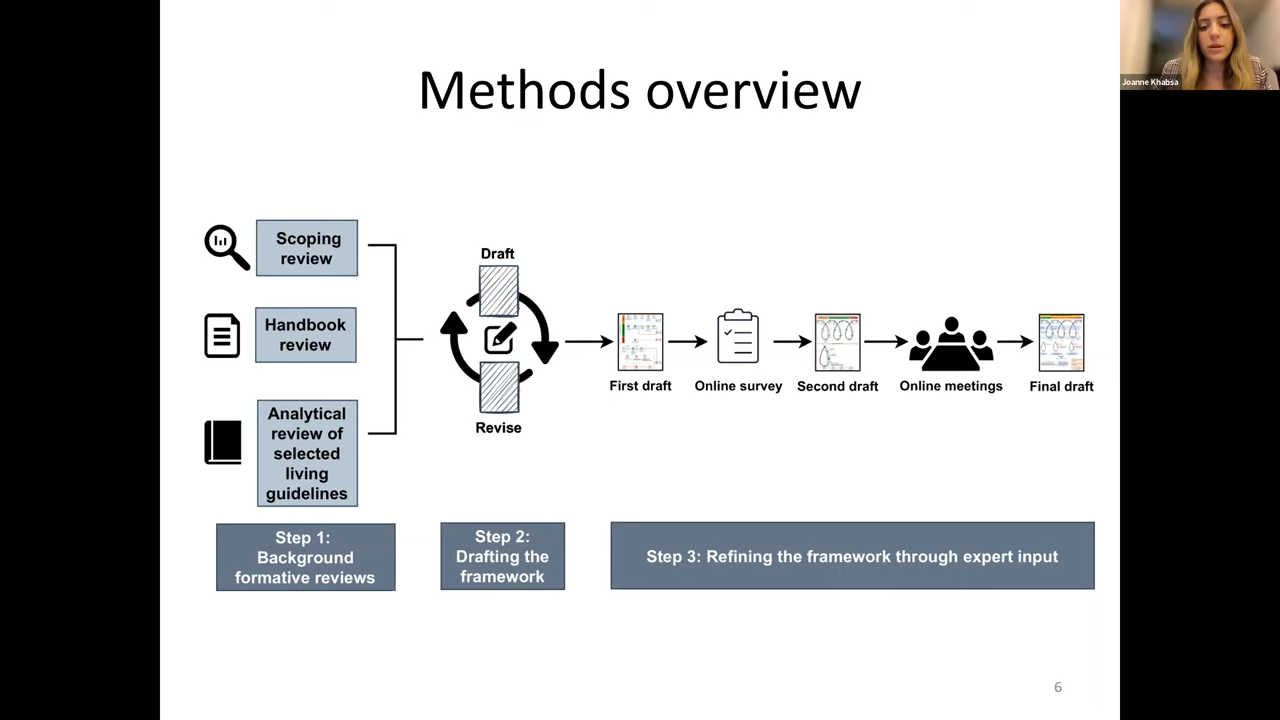 Methods overview
Joanne Khabsa
Scoping
review
Handbook
review
Analytical
review of
selected
living
guidelines
Draft
Revise
First draft
Online survey
Second draft
Online meetings
Final draft
Step 1:
Background
formative reviews
Step 2:
Drafting the
framework
Step 3: Refining the framework through expert input
6